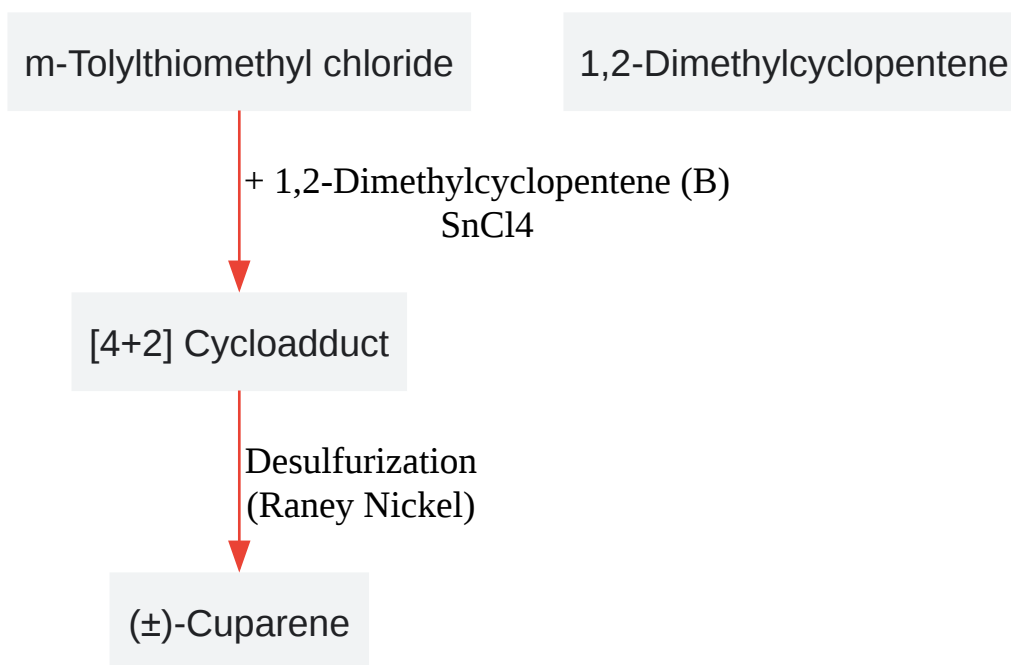 m-Tolylthiomethyl chloride
1,2-Dimethylcyclopentene
+ 1,2-Dimethylcyclopentene (B)
SnCl4
[4+2] Cycloadduct
Desulfurization
(Raney Nickel)
(±)-Cuparene